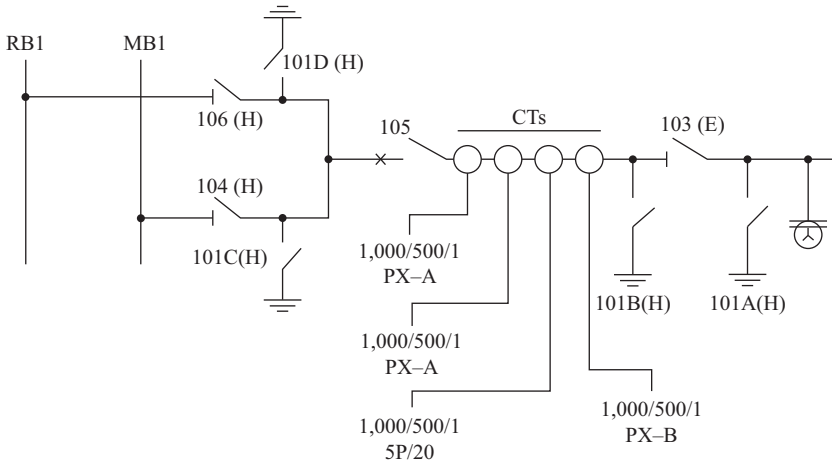 RB1
MB1
101D (H)
106 (H)
105
CTs
103 (E)
104 (H)
101C(H)
1,000/500/1
PX–A
101B(H)
101A(H)
1,000/500/1
PX–A
1,000/500/1
5P/20
1,000/500/1
PX–B